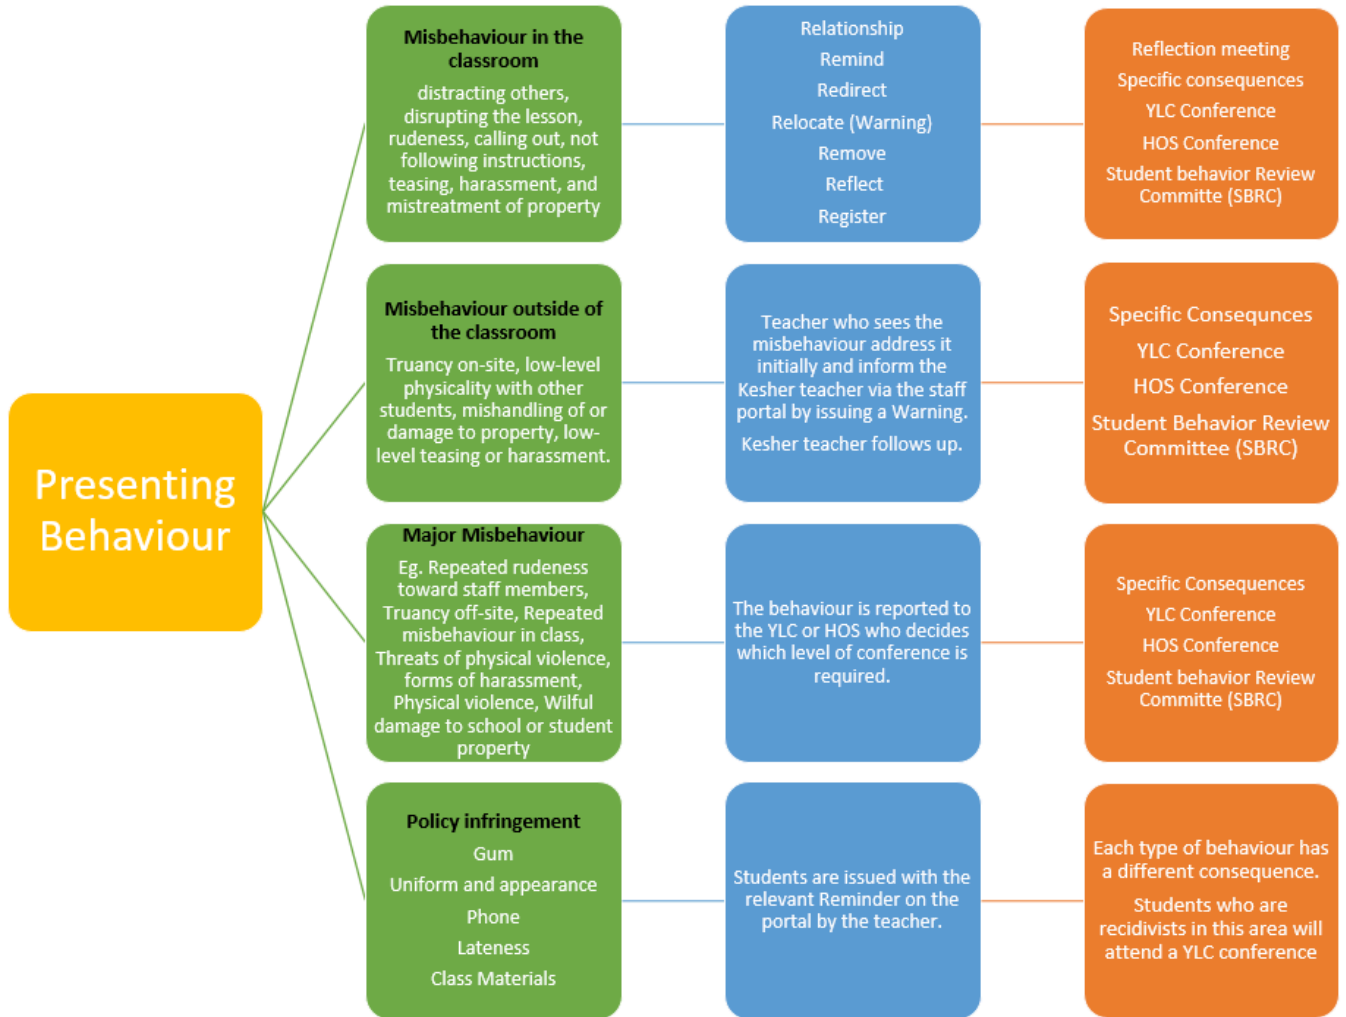 Presenting
Behaviour
Misbehaviour in the
classroom
distracting others,
disrupting the lesson,
rudeness, calling out, not
following instructions,
teasing, harassment, and
mistreatment of property
Relationship
Remind
Redirect
Relocate (Warning)
Remove
Reflect
Register
Reflection meeting
Specific consequences
YLC Conference
HOS Conference
Student behavior Review
Committe (SBRC)
Misbehaviour outside of
the classroom
Truancy on-site, low-level
physicality with other
students, mishandling of or
damage to property, low-
level teasing or harassment.
Teacher who sees the
misbehaviour address it
initially and inform the
Kesher teacher via the staff
portal by issuing a Warning.
Kesher teacher follows up.
Specific Consequnces
YLC Conference
HOS Conference
Student Behavior Review
Committee (SBRC)
Major Misbehaviour
Eg. Repeated rudeness
toward staff members,
Truancy off-site, Repeated
misbehaviour in class,
Threats of physical violence,
forms of harassment,
Physical violence, Wilful
damage to school or student
property
The behaviour is reported to
the YLC or HOS who decides
which level of conference is
required.
Specific Consequences
YLC Conference
HOS Conference
Student behavior Review
Committe (SBRC)
Policy infringement
Gum
Uniform and appearance
Phone
Lateness
Class Materials
Students are issued with the
relevant Reminder on the
portal by the teacher.
Each type of behaviour has
a different consequence.
Students who are
recidivists in this area will
attend a YLC conference